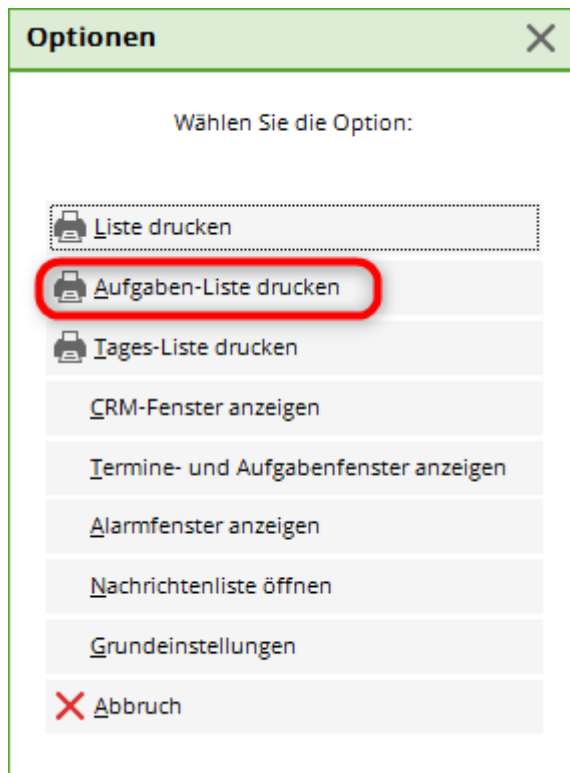 Optionen
Wählen Sie die Option:
Liste drucken
Aufgaben-Liste drucken
Tages-Liste drucken
CRM-Fenster anzeigen
Termine- und Aufgabenfenster anzeigen
Alarmfenster anzeigen
Nachrichtenliste öffnen
Grundeinstellungen
Abbruch